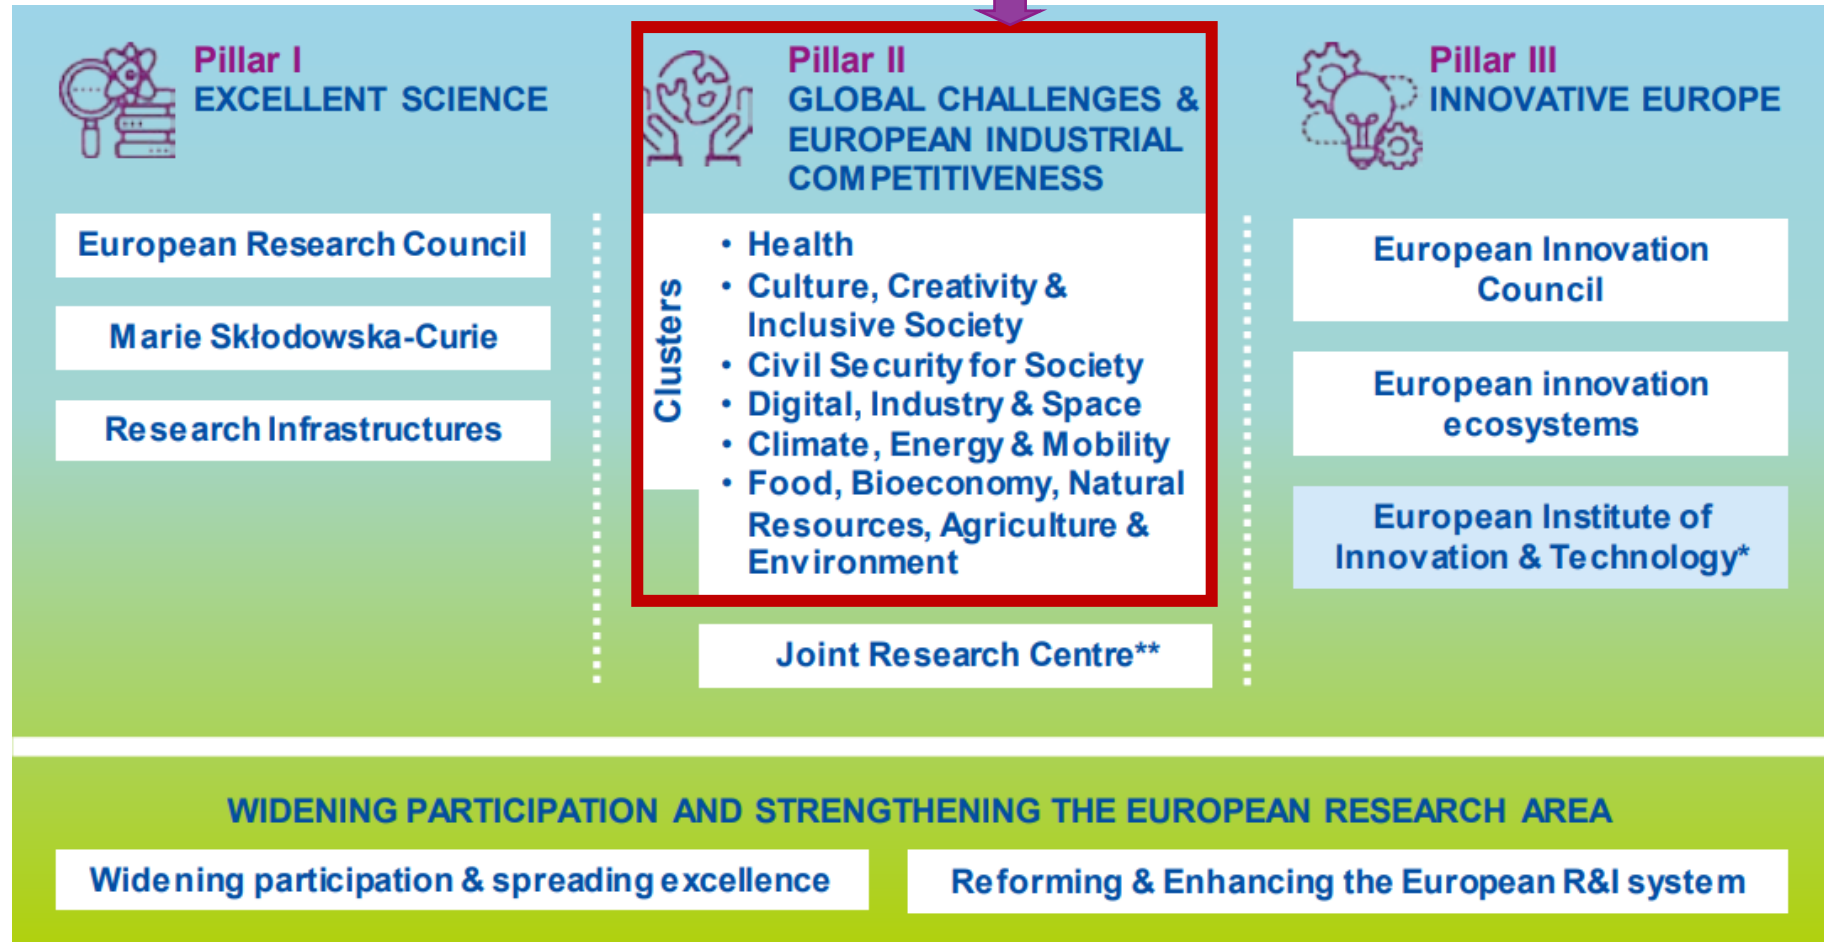 Pillar I
EXCELLENT SCIENCE
European Research Council
Marie Skłodowska-Curie
Research Infrastructures
Pillar II
GLOBAL CHALLENGES &
EUROPEAN INDUSTRIAL
COMPETITIVENESS
Clusters
• Health
• Culture, Creativity &
Inclusive Society
• Civil Security for Society
• Digital, Industry & Space
• Climate, Energy & Mobility
• Food, Bioeconomy, Natural
Resources, Agriculture &
Environment
Joint Research Centre**
Pillar III
INNOVATIVE EUROPE
European Innovation
Council
European innovation
ecosystems
European Institute of
Innovation & Technology*
WIDENING PARTICIPATION AND STRENGTHENING THE EUROPEAN RESEARCH AREA
Widening participation & spreading excellence
Reforming & Enhancing the European R&I system